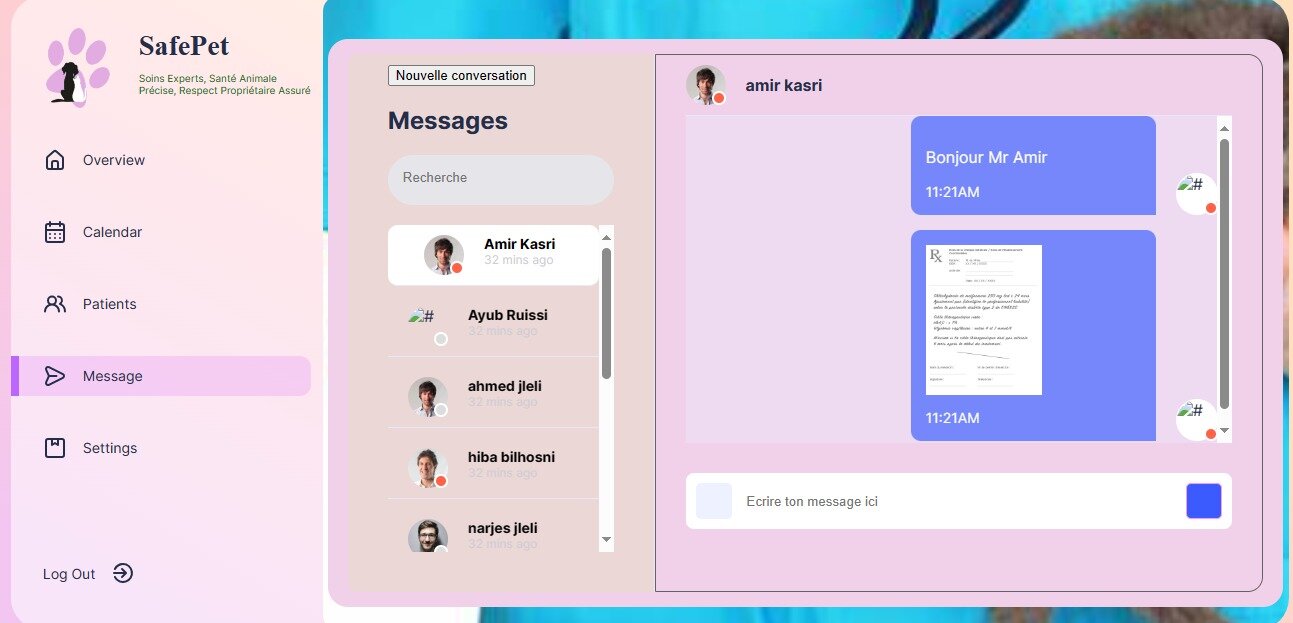 SafePet
Soins Experts, Santé Animale
Précise, Respect Propriétaire Assuré
Overview
Calendar
Patients
Message
Settings
Log Out
Nouvelle conversation
Messages
Recherche
Amir Kasri
32 mins ago
#
Ayub Ruissi
32 mins ago
ahmed jleli
32 mins ago
hiba bilhosni
32 mins ago
narjes jleli
32 mins ago
amir kasri
Bonjour Mr Amir
11:21AM
#
Rx
11:21AM
#
Ecrire ton message ici